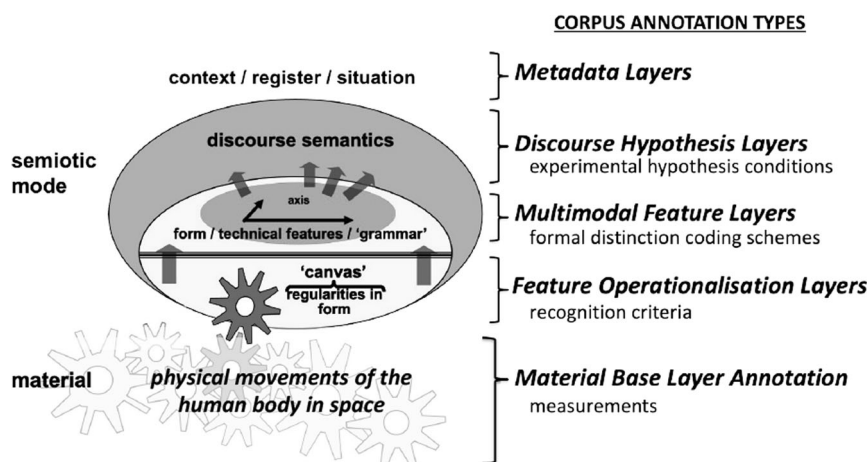 CORPUS ANNOTATION TYPES
context / register / situation
Metadata Layers
semiotic
mode
discourse semantics
Discourse Hypothesis Layers
experimental hypothesis conditions
axis
form / technical features / ‘grammar’
Multimodal Feature Layers
formal distinction coding schemes
‘canvas’
regularities in
form
Feature Operationalisation Layers
recognition criteria
material
physical movements of the
human body in space
Material Base Layer Annotation
measurements